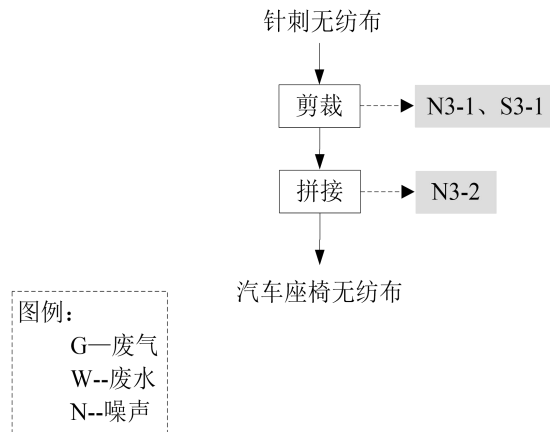 针刺无纺布
剪裁
N3-1、S3-1
拼接
N3-2
汽车座椅无纺布
图例：
G—废气
W--废水
N--噪声